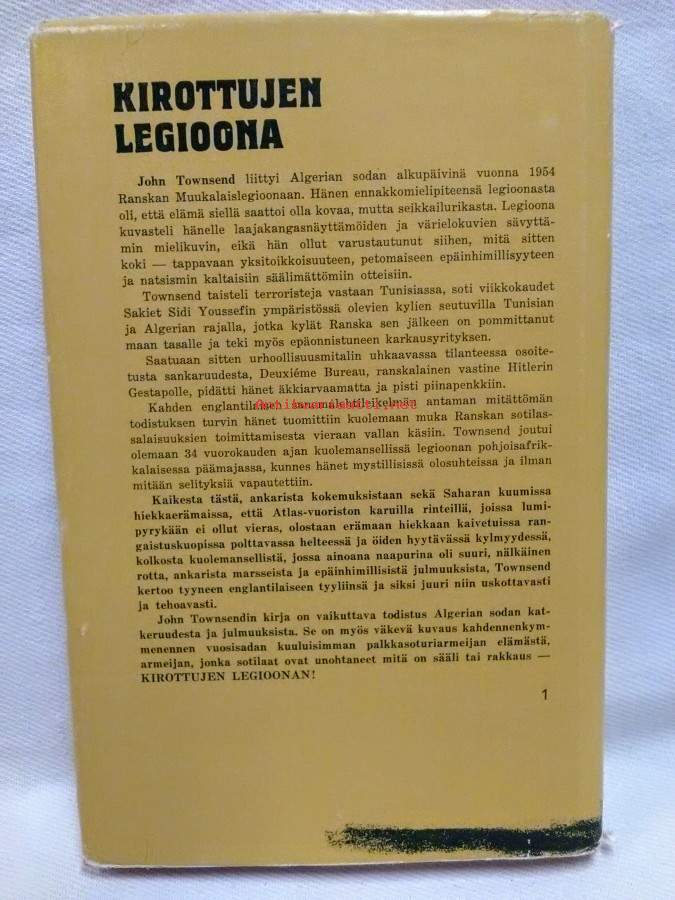 KIROTTUJEN
LEGIOONA
John Townsend liittyi Algerian sodan alkupäivinä vuonna 1954
Ranskan Muukalaislegioonaan. Hänen ennakkomielipiteensä legioonasta
oli, että elämä siellä saattoi olla kovaa, mutta seikkailurikasta. Legioona
kuvasteli hänelle laajakangasnäyttämöiden ja värielokuvien sävyttä-
min mielikuvin, eikä hän ollut varustautunut siihen, mitä sitten
koki — tappavaan yksitoikkoisuuteen, petomaiseen epäinhimillisyyteen
ja natsismin kaltaisiin säälimättömiin otteisiin.
Townsend taisteli terroristeja vastaan Tunisiassa, soti viikkokaudet
Sakiet Sidi Youssefin ympäristössä olevien kylien seutuvilla Tunisian
ja Algerian rajalla, jotka kylät Ranska sen jälkeen on pommittanut
maan tasalle ja teki myös epäonnistuneen karkausyrityksen.
Saatuaan sitten urhoollisuusmitalin uhkaavassa tilanteessa osoite-
tusta sankaruudesta, Deuxiéme Bureau, ranskalainen vastine Hitlerin
Gestapolle, pidätti hänet äkkiarvaamatta ja pisti piinapenkkiin.
Kahden englantilaisen sanomalehtiartikkelin antaman mitättömän
todistuksen turvin hänet tuomittiin kuolemaan muka Ranskan sotilas-
salaisuuksien toimittamisesta vieraan vallan käsiin. Townsend joutui
olemaan 34 vuorokauden ajan kuolemansellissä legioonan pohjoisafrik-
kalaisessa päämajassa, kunnes hänet mystillisissä olosuhteissa ja ilman
mitään selityksiä vapautettiin.
Kaikesta tästä, ankarista kokemuksistaan sekä Saharan kuumissa
hiekkaerämaissa, että Atlas-vuoriston karuilla rinteillä, joissa lumi-
pyrykään ei ollut vieras, olostaan erämaan hiekkaan kaivetuissa ran-
gaistuskuopissa polttavassa helteessä ja öiden hyytävässä kylmyydessä,
kolkosta kuolemansellistä, jossa ainoana naapurina oli suuri, nälkäinen
rotta, ankarista marsseista ja epäinhimillisistä julmuuksista, Townsend
kertoo tyyneen englantilaiseen tyyliinsä ja siksi juuri niin uskottavasti
ja tehoavasti.
John Townsendin kirja on vaikuttava todistus Algerian sodan kat-
keruudesta ja julmuuksista. Se on myös väkevä kuvaus kahdennenkym-
menennen vuosisadan kuuluisimman palkkasoturiarmeijan elämästä,
armeijan, jonka sotilaat ovat unohtaneet mitä on sääli tai rakkaus —
KIROTTUJEN LEGIOONAN!
1